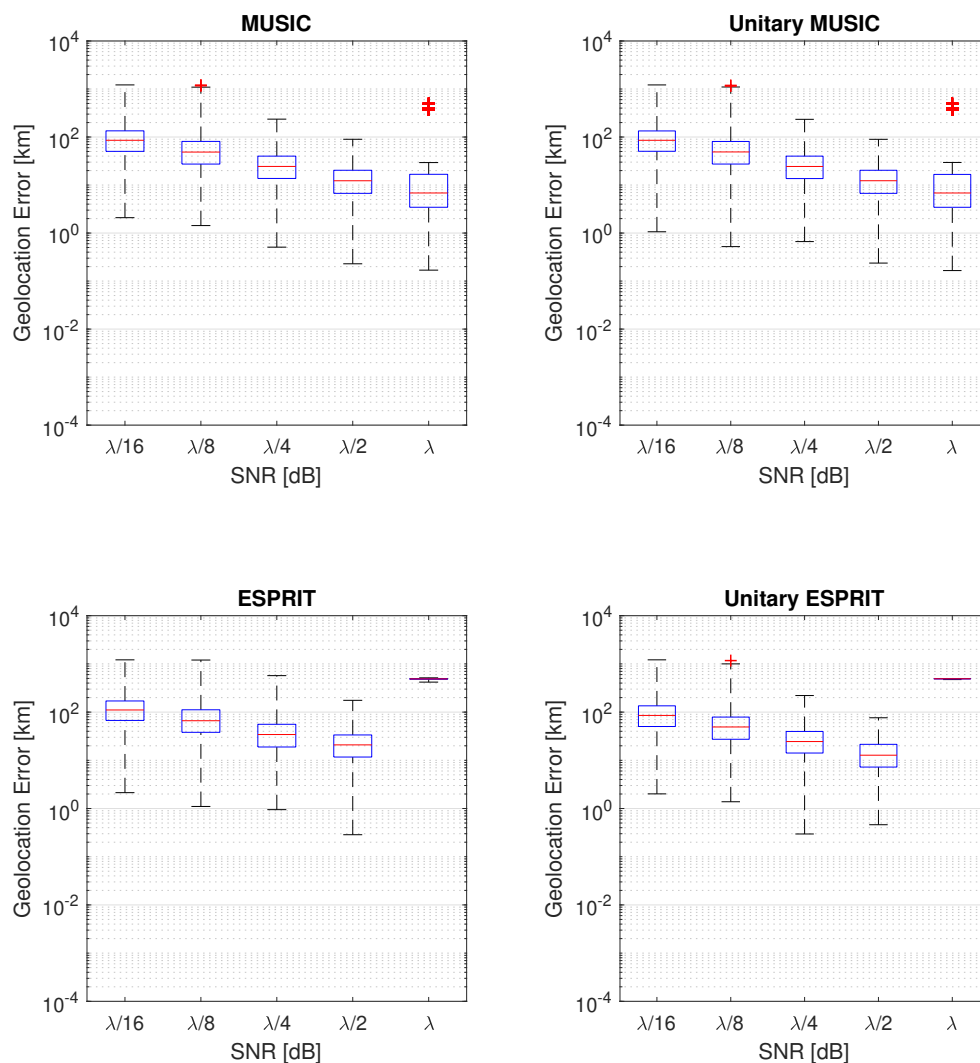 MUSIC
Geolocation Error [km]
10^4
10^2
10^0
10^-2
10^-4
λ/16 λ/8 λ/4 λ/2 λ
SNR [dB]
Unitary MUSIC
Geolocation Error [km]
10^4
10^2
10^0
10^-2
10^-4
λ/16 λ/8 λ/4 λ/2 λ
SNR [dB]
ESPRIT
Geolocation Error [km]
10^4
10^2
10^0
10^-2
10^-4
λ/16 λ/8 λ/4 λ/2 λ
SNR [dB]
Unitary ESPRIT
Geolocation Error [km]
10^4
10^2
10^0
10^-2
10^-4
λ/16 λ/8 λ/4 λ/2 λ
SNR [dB]